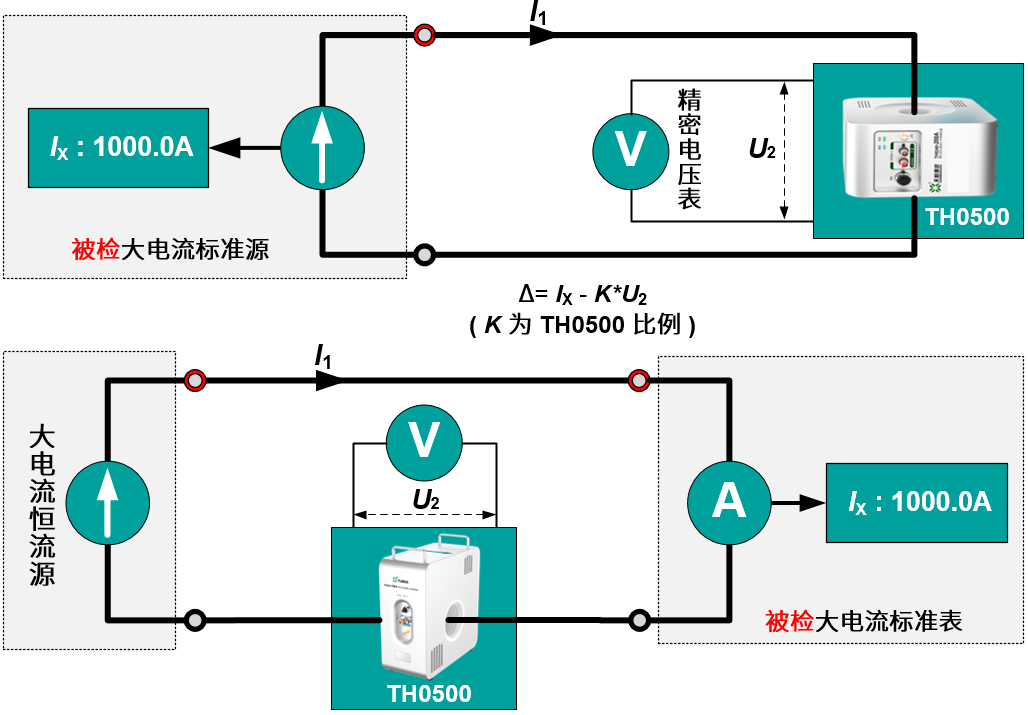 I₁
Iₓ : 1000.0A
被检大电流标准源
V
精密电压表
U₂
TH0500
Δ= Iₓ - K*U₂
( K 为 TH0500 比例 )
I₁
大电流恒流源
V
U₂
TH0500
A
Iₓ : 1000.0A
被检大电流标准表